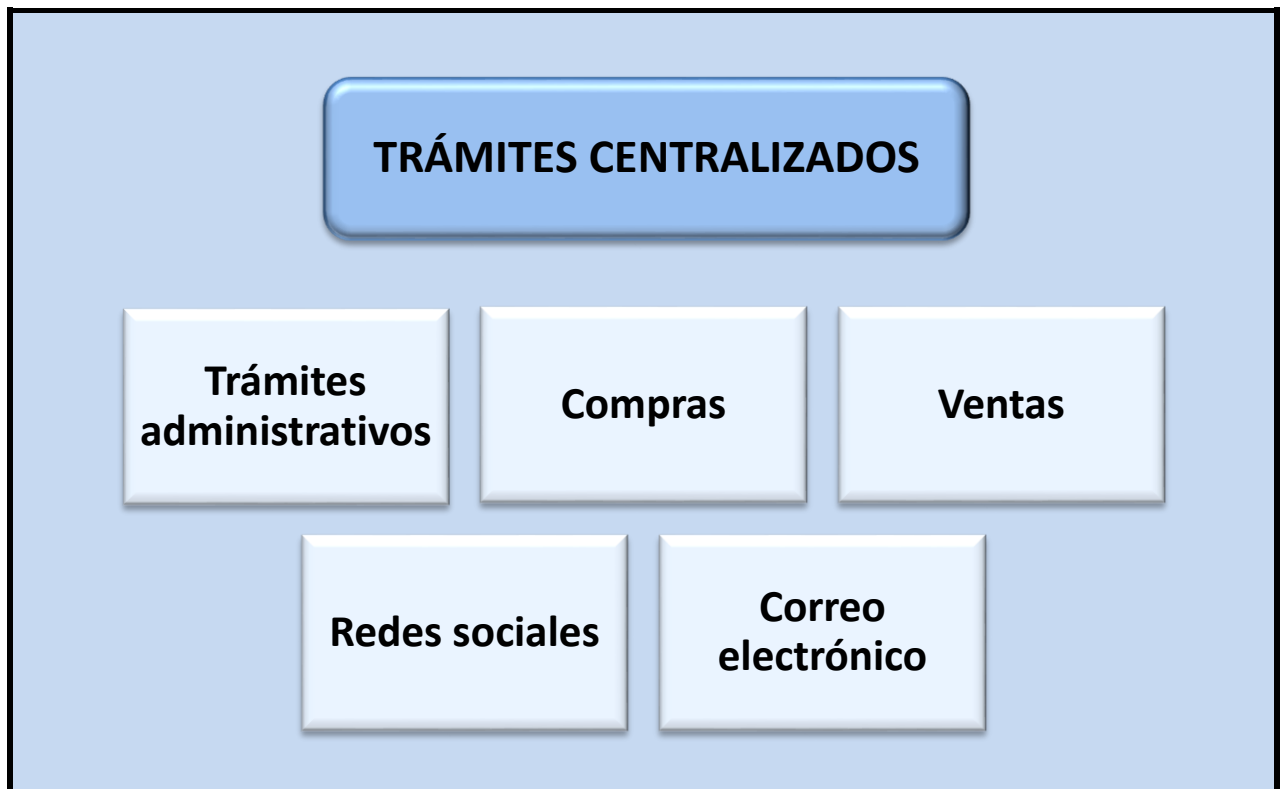 TRÁMITES CENTRALIZADOS
Trámites
administrativos
Compras
Ventas
Redes sociales
Correo
electrónico